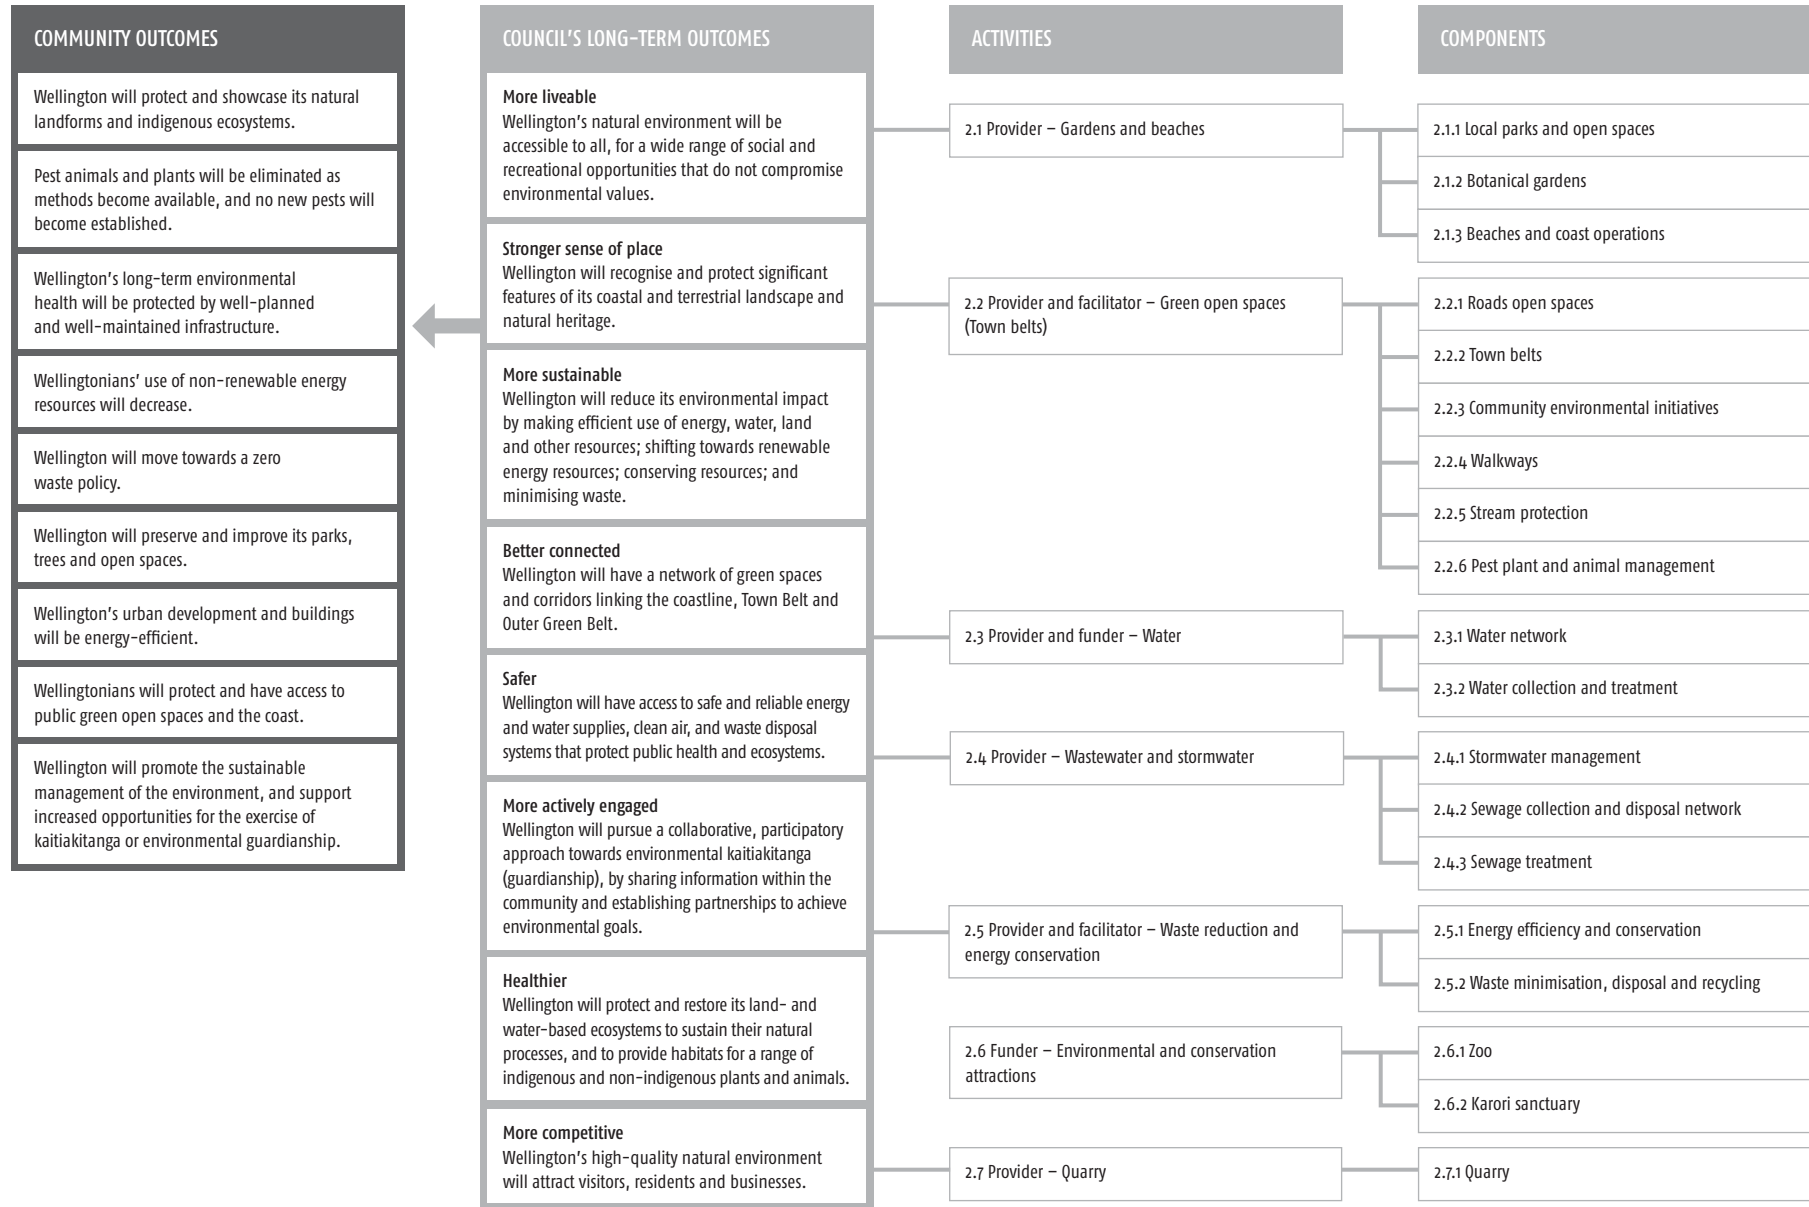 COMMUNITY OUTCOMES
Wellington will protect and showcase its natural
landforms and indigenous ecosystems.
Pest animals and plants will be eliminated as
methods become available, and no new pests will
become established.
Wellington's long-term environmental
health will be protected by well-planned
and well-maintained infrastructure.
Wellingtonians' use of non-renewable energy
resources will decrease.
Wellington will move towards a zero
waste policy.
Wellington will preserve and improve its parks,
trees and open spaces.
Wellington's urban development and buildings
will be energy-efficient.
Wellingtonians will protect and have access to
public green open spaces and the coast.
Wellington will promote the sustainable
management of the environment, and support
increased opportunities for the exercise of
kaitiakitanga or environmental guardianship.
COUNCIL'S LONG-TERM OUTCOMES
More liveable
Wellington's natural environment will be
accessible to all, for a wide range of social and
recreational opportunities that do not compromise
environmental values.
Stronger sense of place
Wellington will recognise and protect significant
features of its coastal and terrestrial landscape and
natural heritage.
More sustainable
Wellington will reduce its environmental impact
by making efficient use of energy, water, land
and other resources; shifting towards renewable
energy resources; conserving resources; and
minimising waste.
Better connected
Wellington will have a network of green spaces
and corridors linking the coastline, Town Belt and
Outer Green Belt.
Safer
Wellington will have access to safe and reliable energy
and water supplies, clean air, and waste disposal
systems that protect public health and ecosystems.
More actively engaged
Wellington will pursue a collaborative, participatory
approach towards environmental kaitiakitanga
(guardianship), by sharing information within the
community and establishing partnerships to achieve
environmental goals.
Healthier
Wellington will protect and restore its land- and
water-based ecosystems to sustain their natural
processes, and to provide habitats for a range of
indigenous and non-indigenous plants and animals.
More competitive
Wellington's high-quality natural environment
will attract visitors, residents and businesses.
ACTIVITIES
2.1 Provider – Gardens and beaches
2.2 Provider and facilitator – Green open spaces
(Town belts)
2.3 Provider and funder – Water
2.4 Provider – Wastewater and stormwater
2.5 Provider and facilitator – Waste reduction and
energy conservation
2.6 Funder – Environmental and conservation
attractions
2.7 Provider – Quarry
COMPONENTS
2.1.1 Local parks and open spaces
2.1.2 Botanical gardens
2.1.3 Beaches and coast operations
2.2.1 Roads open spaces
2.2.2 Town belts
2.2.3 Community environmental initiatives
2.2.4 Walkways
2.2.5 Stream protection
2.2.6 Pest plant and animal management
2.3.1 Water network
2.3.2 Water collection and treatment
2.4.1 Stormwater management
2.4.2 Sewage collection and disposal network
2.4.3 Sewage treatment
2.5.1 Energy efficiency and conservation
2.5.2 Waste minimisation, disposal and recycling
2.6.1 Zoo
2.6.2 Karori sanctuary
2.7.1 Quarry